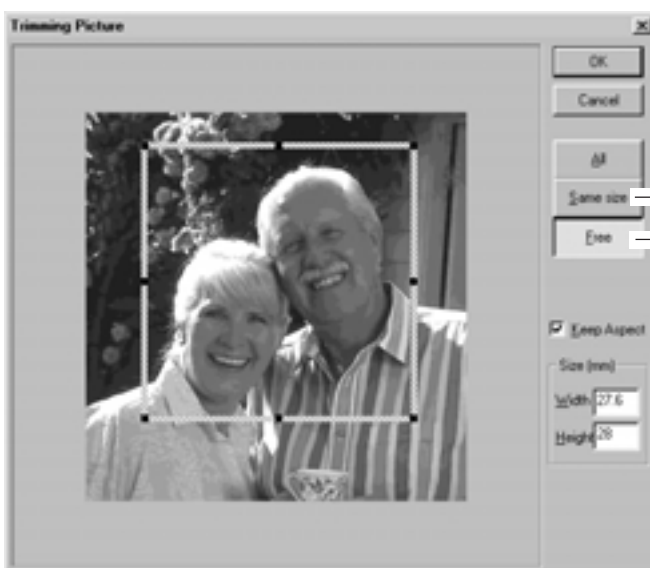 Trimming Picture
OK
Cancel
All
Same size
Free
Keep Aspect
Size (mm)
Width 27.6
Height 28